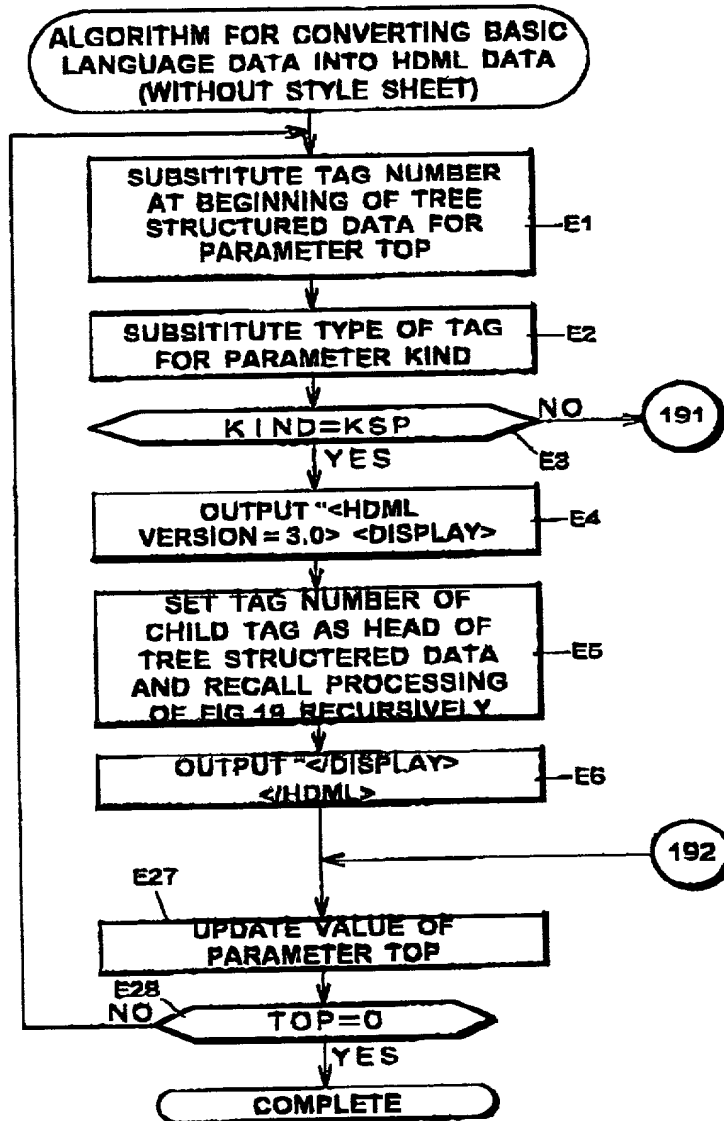 ALGORITHM FOR CONVERTING BASIC
LANGUAGE DATA INTO HDML DATA
(WITHOUT STYLE SHEET)
SUBSITITUTE TAG NUMBER
AT BEGINNING OF TREE
STRUCTURED DATA FOR
PARAMETER TOP
E1
SUBSITITUTE TYPE OF TAG
FOR PARAMETER KIND
E2
KIND=KSP
NO
191
E3
YES
OUTPUT "<HDML
VERSION = 3.0> <DISPLAY>
E4
SET TAG NUMBER OF
CHILD TAG AS HEAD OF
TREE STRUCTERED DATA
AND RECALL PROCESSING
OF FIG.19 RECURSIVELY
E5
OUTPUT "</DISPLAY>
</HDML>
E6
192
E27
UPDATE VALUE OF
PARAMETER TOP
E28
NO
TOP=0
YES
COMPLETE